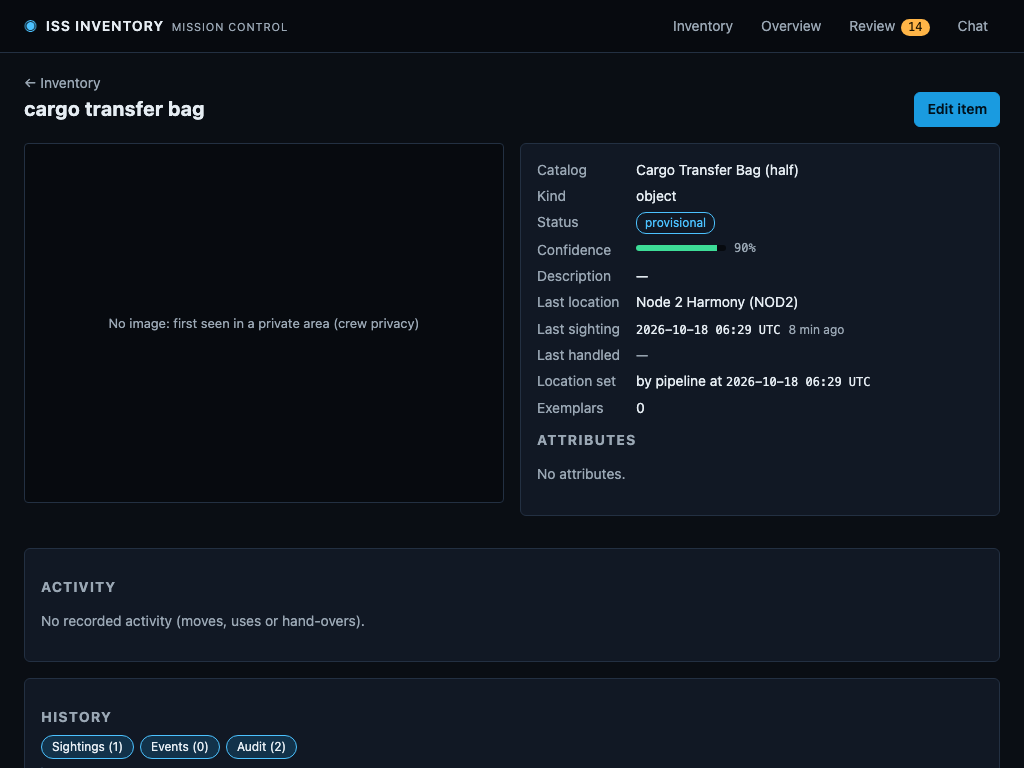 ISS INVENTORY MISSION CONTROL
Inventory Overview Review 14 Chat
← Inventory
cargo transfer bag
Edit item
No image: first seen in a private area (crew privacy)
Catalog Cargo Transfer Bag (half)
Kind object
Status provisional
Confidence 90%
Description —
Last location Node 2 Harmony (NOD2)
Last sighting 2026-10-18 06:29 UTC 8 min ago
Last handled —
Location set by pipeline at 2026-10-18 06:29 UTC
Exemplars 0
ATTRIBUTES
No attributes.
ACTIVITY
No recorded activity (moves, uses or hand-overs).
HISTORY
Sightings (1) Events (0) Audit (2)